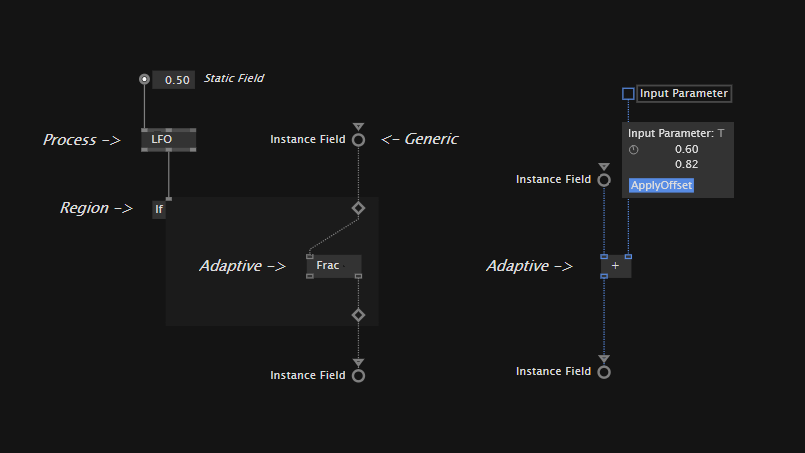 0.50
Static Field
Process ->
LFO
Instance Field
<- Generic
Region ->
If
Adaptive ->
Frac
Instance Field
Input Parameter
Input Parameter: T
0.60
0.82
ApplyOffset
Instance Field
Adaptive ->
+
Instance Field